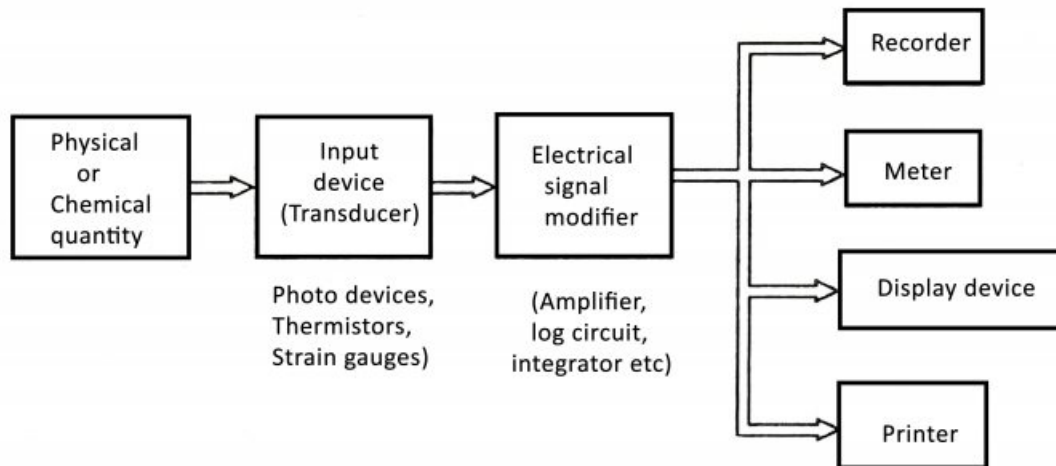 Physical
or
Chemical
quantity
Input
device
(Transducer)
Photo devices,
Thermistors,
Strain gauges)
Electrical
signal
modifier
(Amplifier,
log circuit,
integrator etc)
Recorder
Meter
Display device
Printer